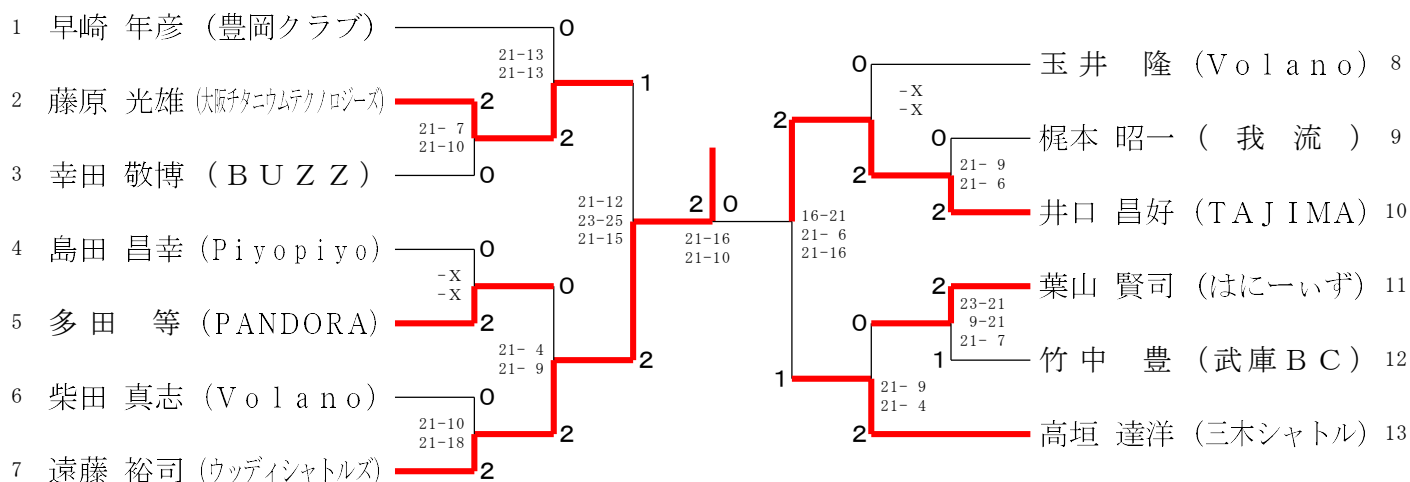 1 早崎 年彦 (豊岡クラブ) 0
21-13
21-13
1
2 藤原 光雄 (大阪チタニウムテクノロジーズ) 2
21- 7
21-10
2
3 幸田 敬博 (ＢＵＺＺ) 0
21-12
23-25
21-15
4 島田 昌幸 (Piyopiyo) 0
-X
-X
0
5 多田 等 (PANDORA) 2
21- 4
21- 9
2
6 柴田 真志 (Volano) 0
21-10
21-18
2
7 遠藤 裕司 (ウッディシャトルズ) 2
2 0
21-16
21-10
0 玉井 隆 (Volano) 8
-X
-X
2
0 梶本 昭一 (我流) 9
21- 9
21- 6
2
2 井口 昌好 (TAJIMA) 10
16-21
21- 6
21-16
2 葉山 賢司 (はにーぃず) 11
23-21
9-21
21- 7
0
1 竹中 豊 (武庫ＢＣ) 12
1
21- 9
21- 4
2 高垣 達洋 (三木シャトル) 13